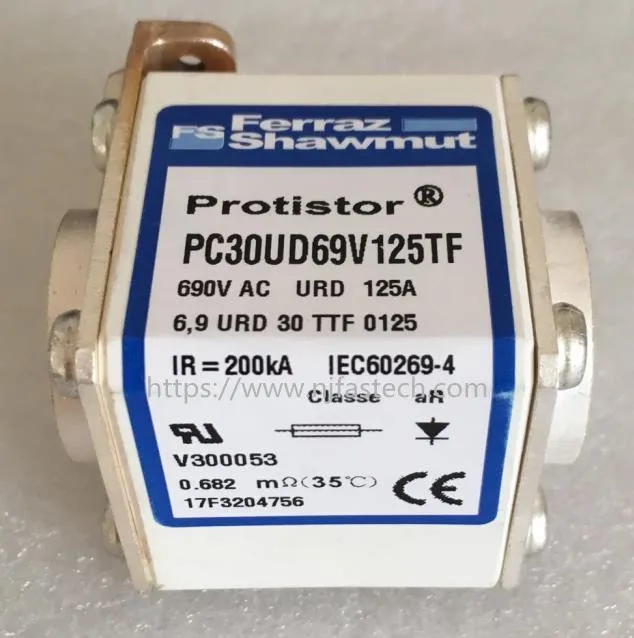 FS Ferraz
Shawmut
Protistor ®
PC30UD69V125TF
690V AC URD 125A
6,9 URD 30 TTF 0125
IR = 200kA IEC60269-4
https://www.nifastech.com
Classe aR
V300053
0.682 mΩ(35℃)
17F3204756
CE